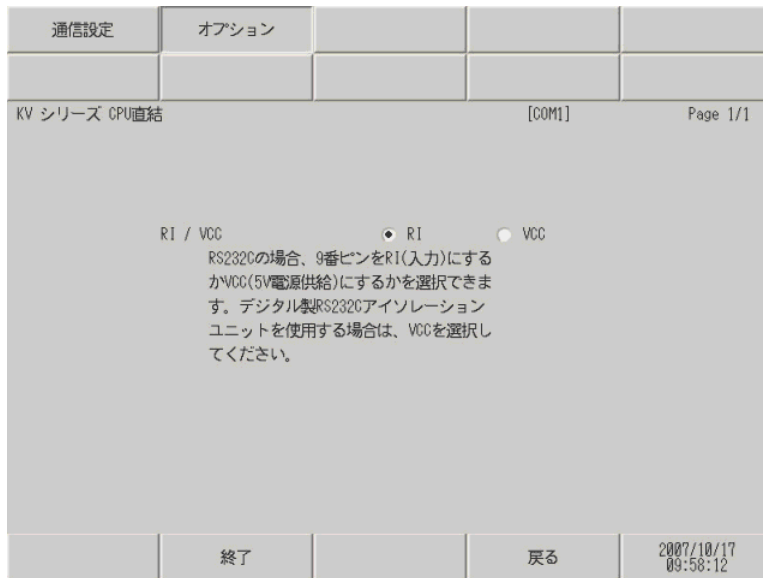 通信設定 オプション
KV シリーズ CPU直結 [COM1] Page 1/1
RI / VCC RI VCC
RS232Cの場合、9番ピンをRI(入力)にする
かVCC(5V電源供給)にするかを選択できま
す。デジタル製RS232Cアイソレーション
ユニットを使用する場合は、VCCを選択し
てください。
終了 戻る 2007/10/17
09:58:12